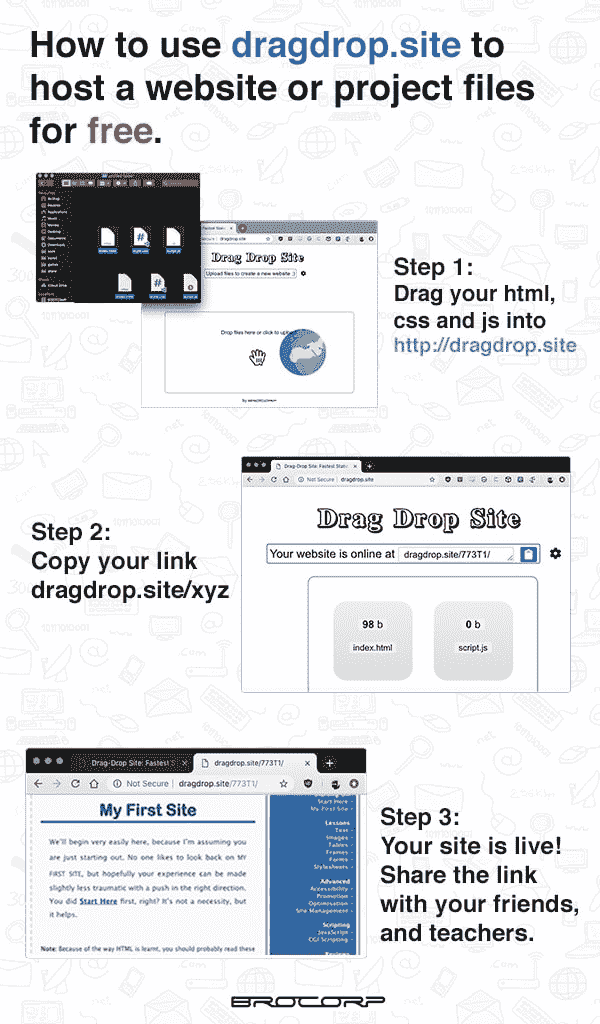 How to use dragdrop.site to
host a website or project files
for free.
Drag Drop Site
Upload files to create a new website :)
Drop files here or click to upload
by BROCORP
Step 1:
Drag your html,
css and js into
http://dragdrop.site
Step 2:
Copy your link
dragdrop.site/xyz
Drag-Drop Site: Fastest Static
Not Secure | dragdrop.site
Drag Drop Site
Your website is online at dragdrop.site/773T1/
98 b
index.html
0 b
script.js
Drag-Drop Site: Fastest S
dragdrop.site/773T1/
Not Secure | dragdrop.site/773T1/
My First Site
We'll begin very easily here, because I'm assuming you
are just starting out. No one likes to look back on MY
FIRST SITE, but hopefully your experience can be made
slightly less traumatic with a push in the right direction.
You did Start Here first, right? It's not a necessity, but
it helps.
Note: Because of the way HTML is learnt, you should probably read these
Start Here
My First Site
Lessons
Text
Images
Tables
Frames
Forms
Stylesheets
Advanced
Accessibility
Promotion
Optimisation
Site Management
Scripting
JavaScript
CGI Scripting
Step 3:
Your site is live!
Share the link
with your friends,
and teachers.
BROCORP